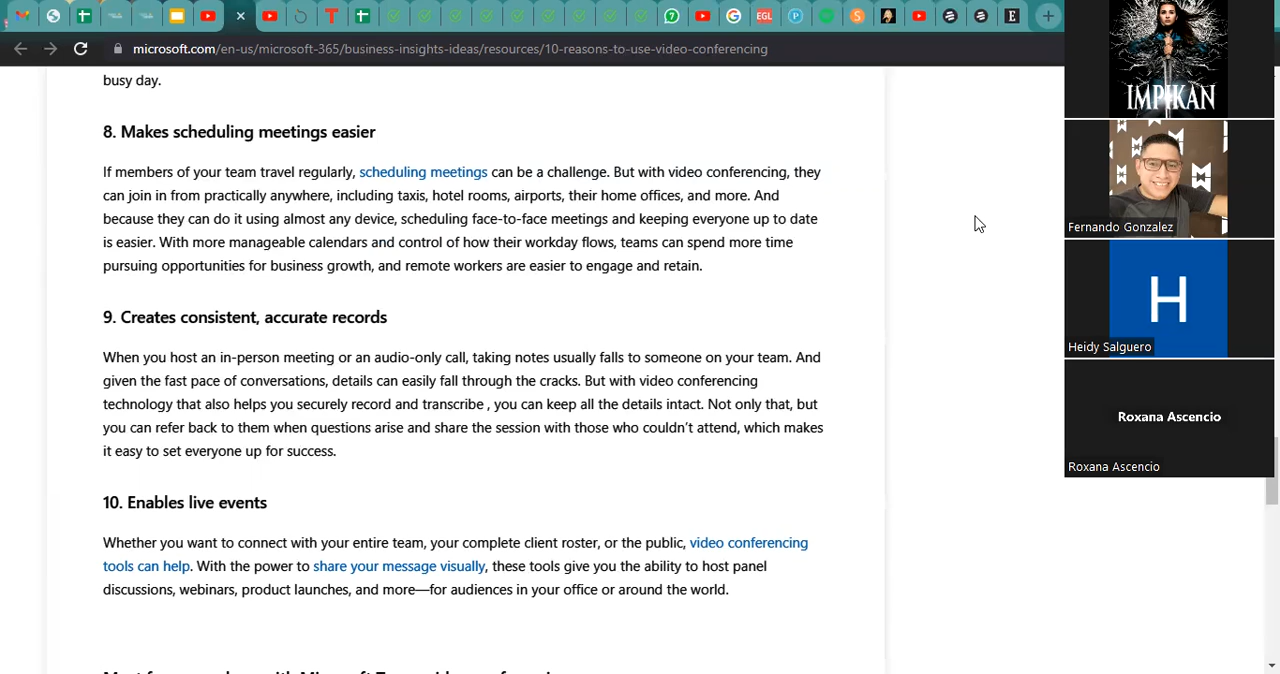 microsoft.com/en-us/microsoft-365/business-insights-ideas/resources/10-reasons-to-use-video-conferencing
busy day.
8. Makes scheduling meetings easier
If members of your team travel regularly, scheduling meetings can be a challenge. But with video conferencing, they
can join in from practically anywhere, including taxis, hotel rooms, airports, their home offices, and more. And
because they can do it using almost any device, scheduling face-to-face meetings and keeping everyone up to date
is easier. With more manageable calendars and control of how their workday flows, teams can spend more time
pursuing opportunities for business growth, and remote workers are easier to engage and retain.
9. Creates consistent, accurate records
When you host an in-person meeting or an audio-only call, taking notes usually falls to someone on your team. And
given the fast pace of conversations, details can easily fall through the cracks. But with video conferencing
technology that also helps you securely record and transcribe , you can keep all the details intact. Not only that, but
you can refer back to them when questions arise and share the session with those who couldn't attend, which makes
it easy to set everyone up for success.
10. Enables live events
Whether you want to connect with your entire team, your complete client roster, or the public, video conferencing
tools can help. With the power to share your message visually, these tools give you the ability to host panel
discussions, webinars, product launches, and more—for audiences in your office or around the world.
IMPIKAN
Fernando Gonzalez
H
Heidy Salguero
Roxana Ascencio
Roxana Ascencio